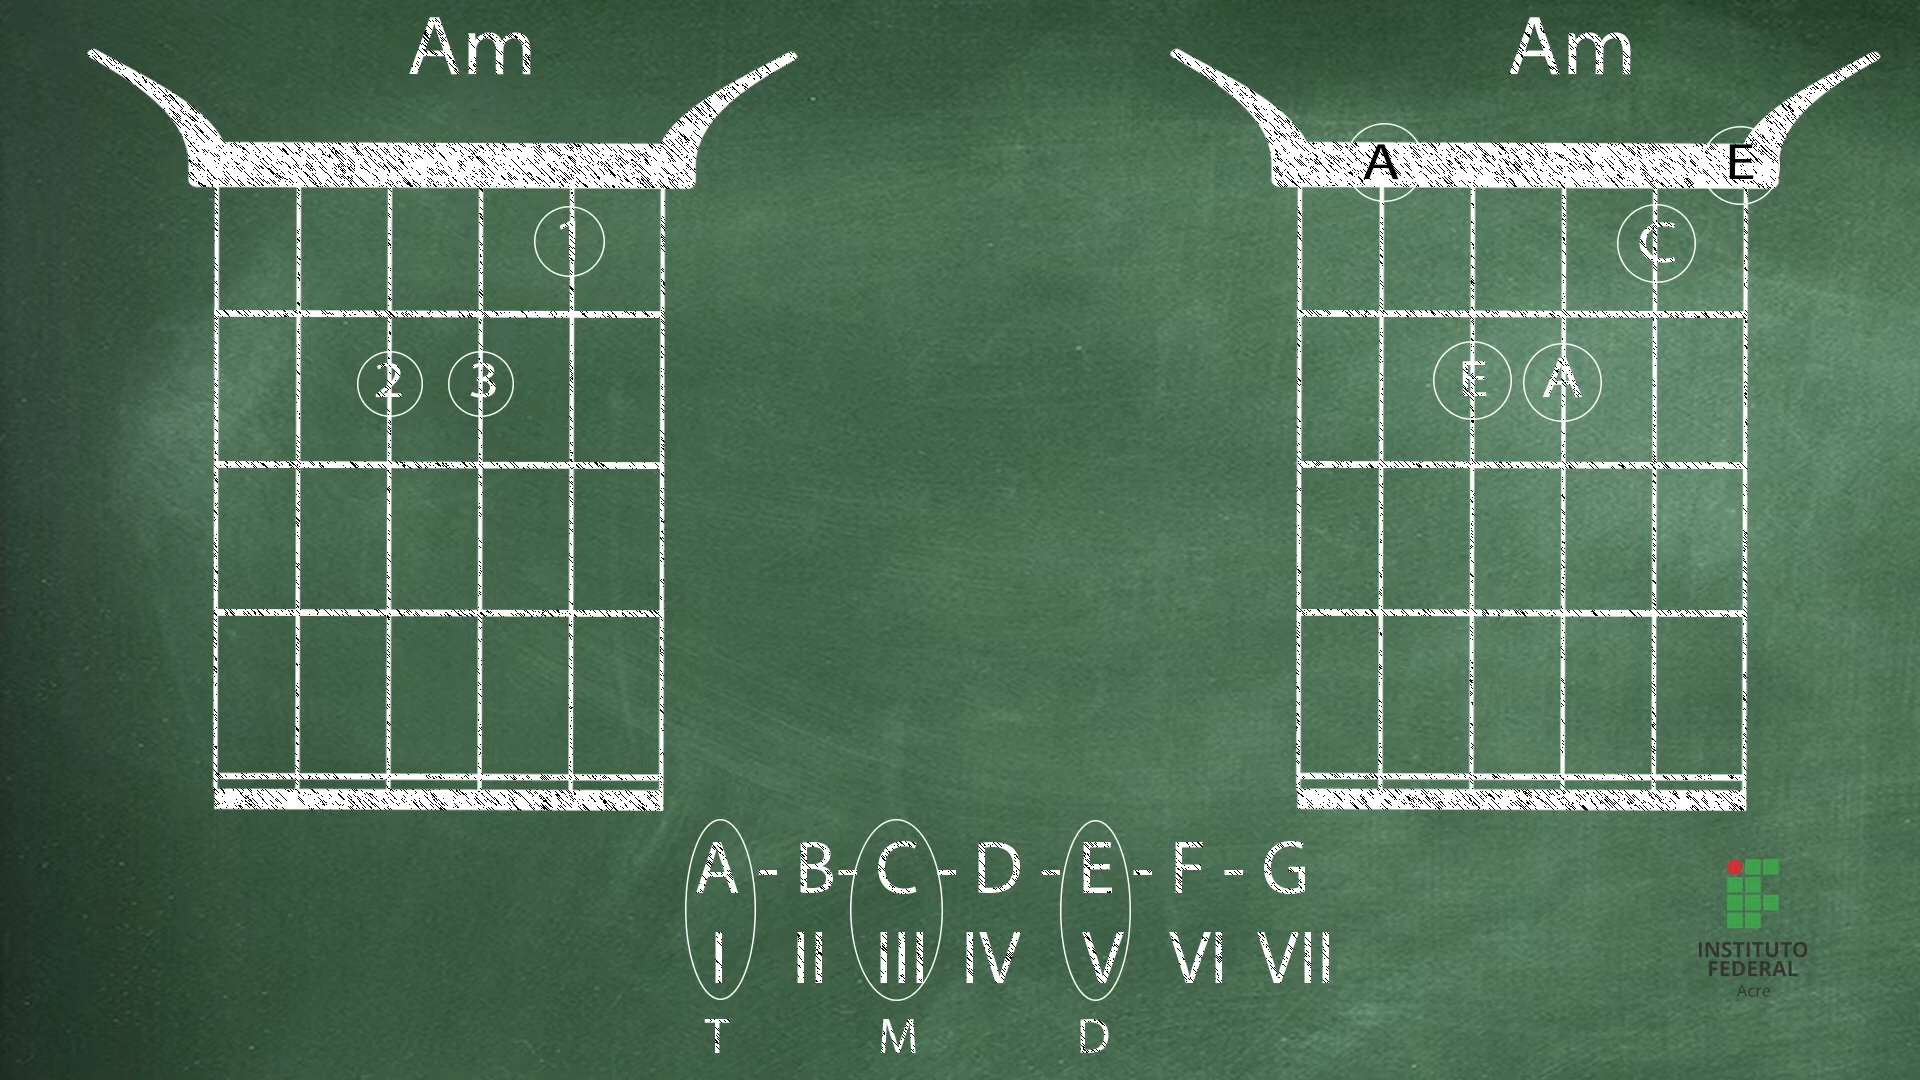 Am
1
2 3
Am
A E
C
E A
A - B - C - D - E - F - G
I II III IV V VI VII
T M D
INSTITUTO
FEDERAL
Acre